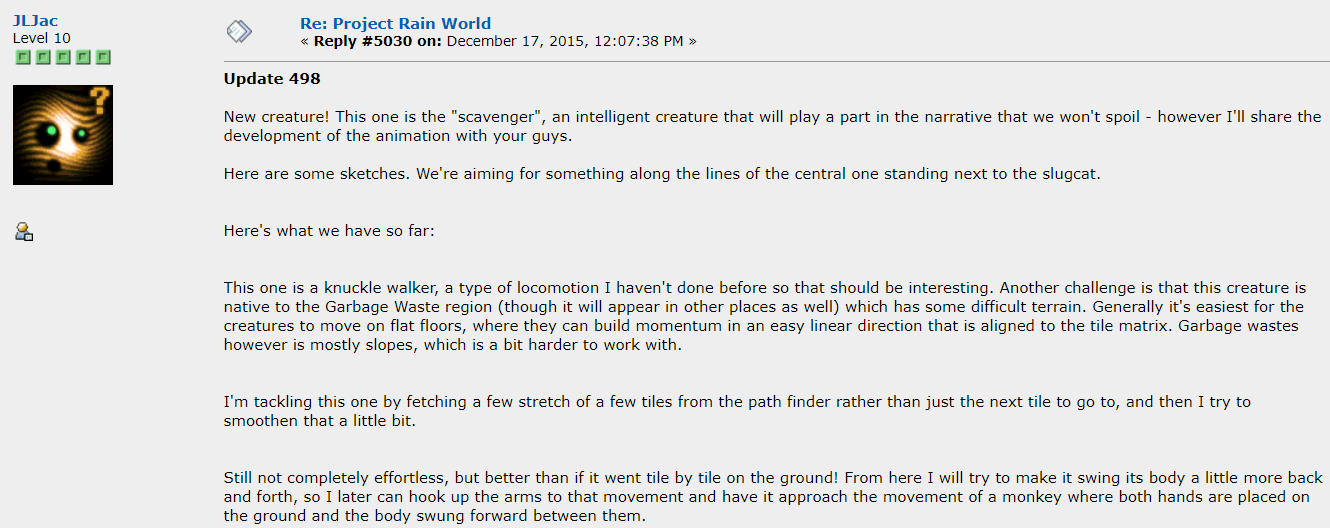 JLJac
Level 10
Re: Project Rain World
« Reply #5030 on: December 17, 2015, 12:07:38 PM »
Update 498
New creature! This one is the "scavenger", an intelligent creature that will play a part in the narrative that we won't spoil - however I'll share the
development of the animation with your guys.
Here are some sketches. We're aiming for something along the lines of the central one standing next to the slugcat.
Here's what we have so far:
This one is a knuckle walker, a type of locomotion I haven't done before so that should be interesting. Another challenge is that this creature is
native to the Garbage Waste region (though it will appear in other places as well) which has some difficult terrain. Generally it's easiest for the
creatures to move on flat floors, where they can build momentum in an easy linear direction that is aligned to the tile matrix. Garbage wastes
however is mostly slopes, which is a bit harder to work with.
I'm tackling this one by fetching a few stretch of a few tiles from the path finder rather than just the next tile to go to, and then I try to
smoothen that a little bit.
Still not completely effortless, but better than if it went tile by tile on the ground! From here I will try to make it swing its body a little more back
and forth, so I later can hook up the arms to that movement and have it approach the movement of a monkey where both hands are placed on
the ground and the body swung forward between them.